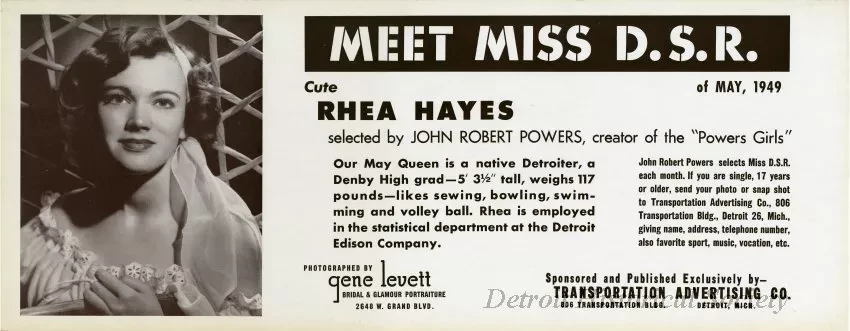 MEET MISS D.S.R.
Cute
of MAY, 1949
RHEA HAYES
selected by JOHN ROBERT POWERS, creator of the "Powers Girls"
Our May Queen is a native Detroiter, a
Denby High grad—5' 3½" tall, weighs 117
pounds—likes sewing, bowling, swim-
ming and volley ball. Rhea is employed
in the statistical department at the Detroit
Edison Company.
John Robert Powers selects Miss D.S.R.
each month. If you are single, 17 years
or older, send your photo or snap shot
to Transportation Advertising Co., 806
Transportation Bldg., Detroit 26, Mich.,
giving name, address, telephone number,
also favorite sport, music, vocation, etc.
PHOTOGRAPHED BY
gene levett
BRIDAL & GLAMOUR PORTRAITURE
2648 W. GRAND BLVD.
Sponsored and Published Exclusively by—
TRANSPORTATION ADVERTISING CO.
806 TRANSPORTATION BLDG. DETROIT, MICH.
Detroit Historical Society